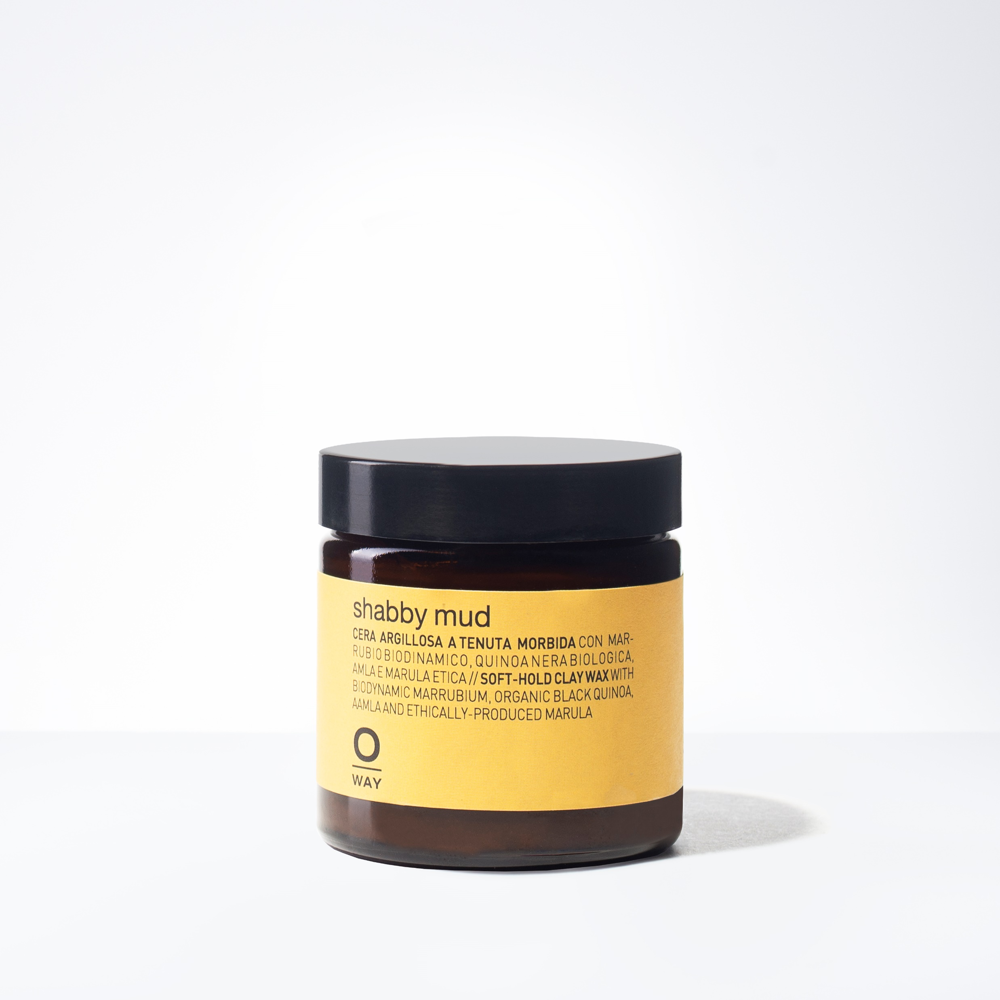 shabby mud
CERA ARGILLOSA A TENUTA MORBIDA CON MAR-
RUBIO BIODINAMICO, QUINOA NERA BIOLOGICA,
AMLA E MARULA ETICA // SOFT-HOLD CLAY WAX WITH
BIODYNAMIC MARRUBIUM, ORGANIC BLACK QUINOA,
AAMLA AND ETHICALLY-PRODUCED MARULA
O
WAY